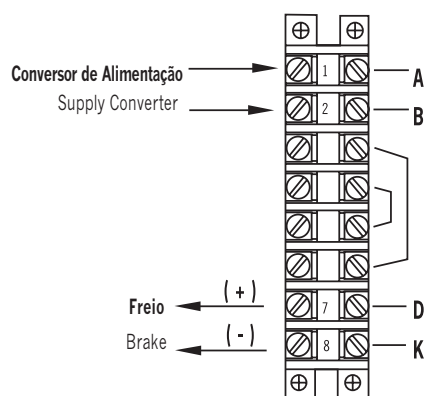 Conversor de Alimentação 1 A
Supply Converter 2 B
Freio (+) 7 D
Brake (-) 8 K